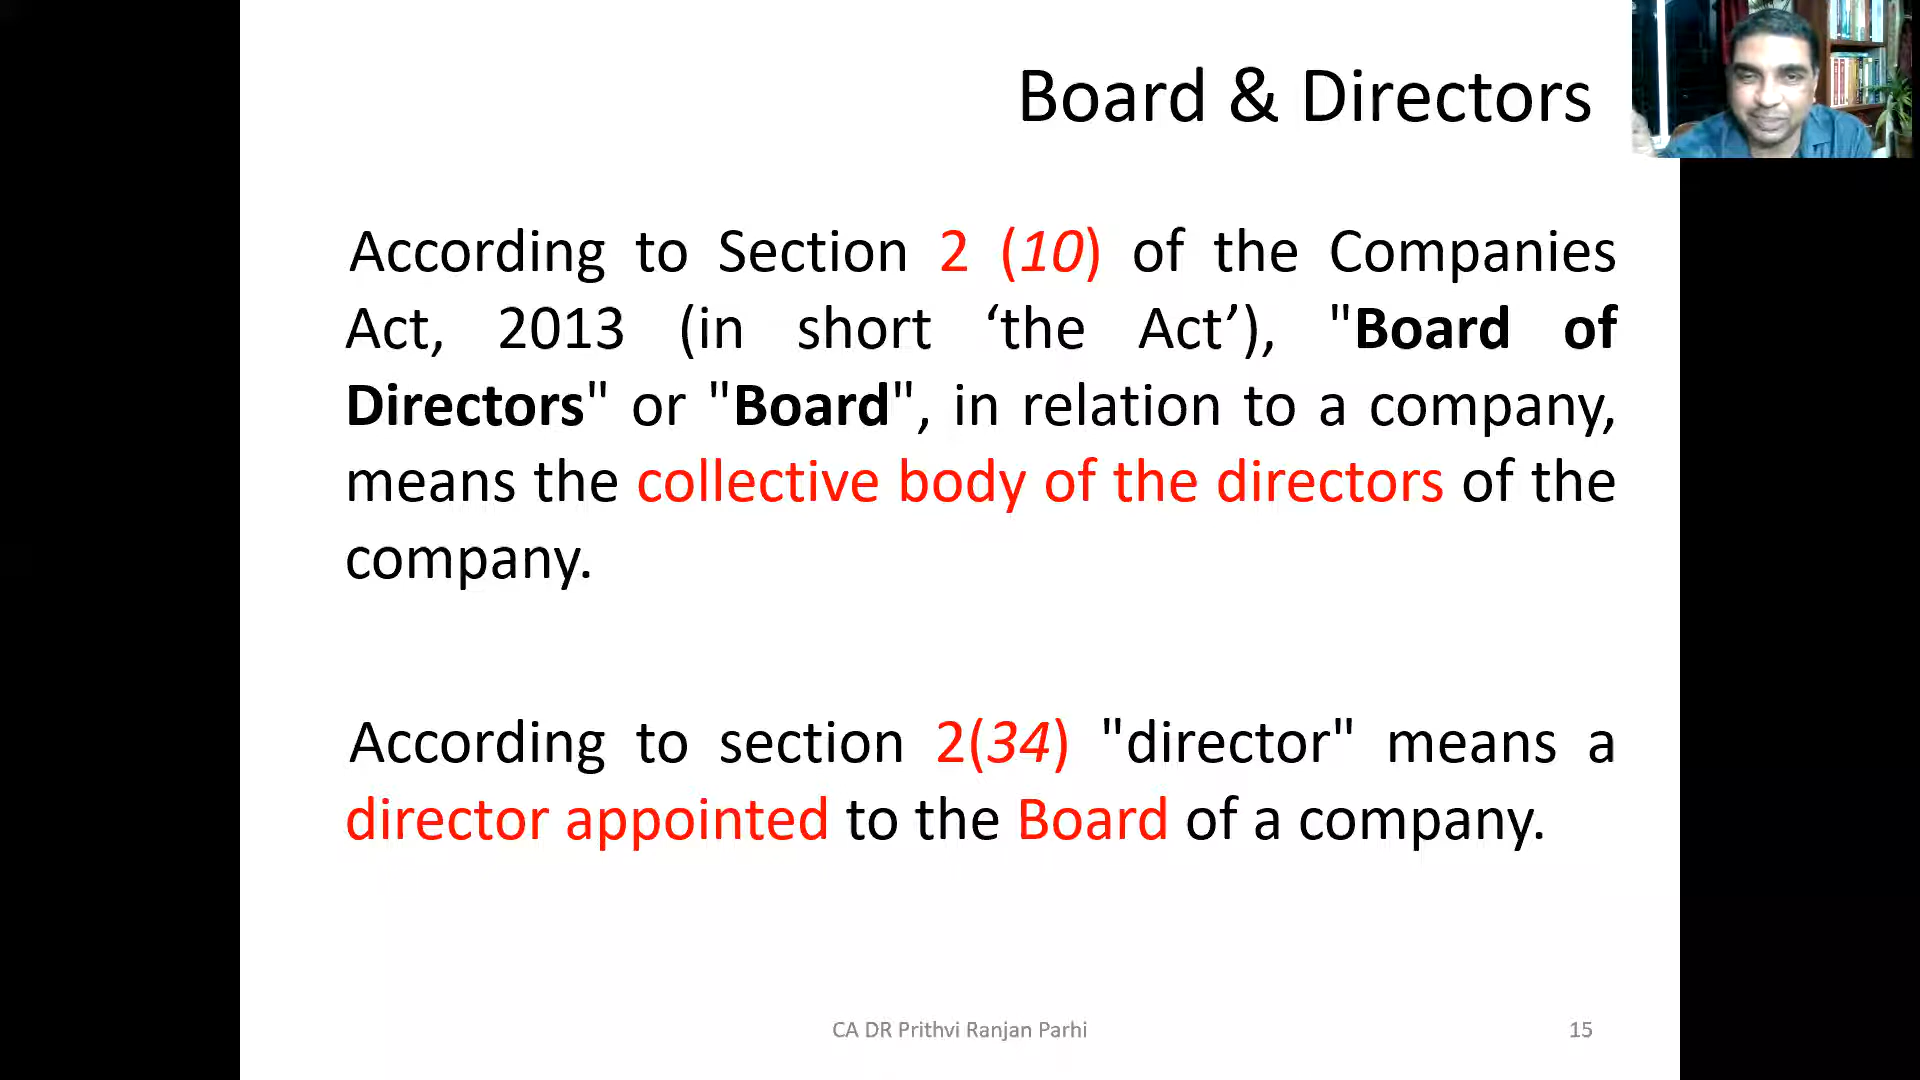 Board & Directors
According to Section 2 (10) of the Companies
Act, 2013 (in short ‘the Act’), "Board of
Directors" or "Board", in relation to a company,
means the collective body of the directors of the
company.
According to section 2(34) "director" means a
director appointed to the Board of a company.
CA DR Prithvi Ranjan Parhi
15